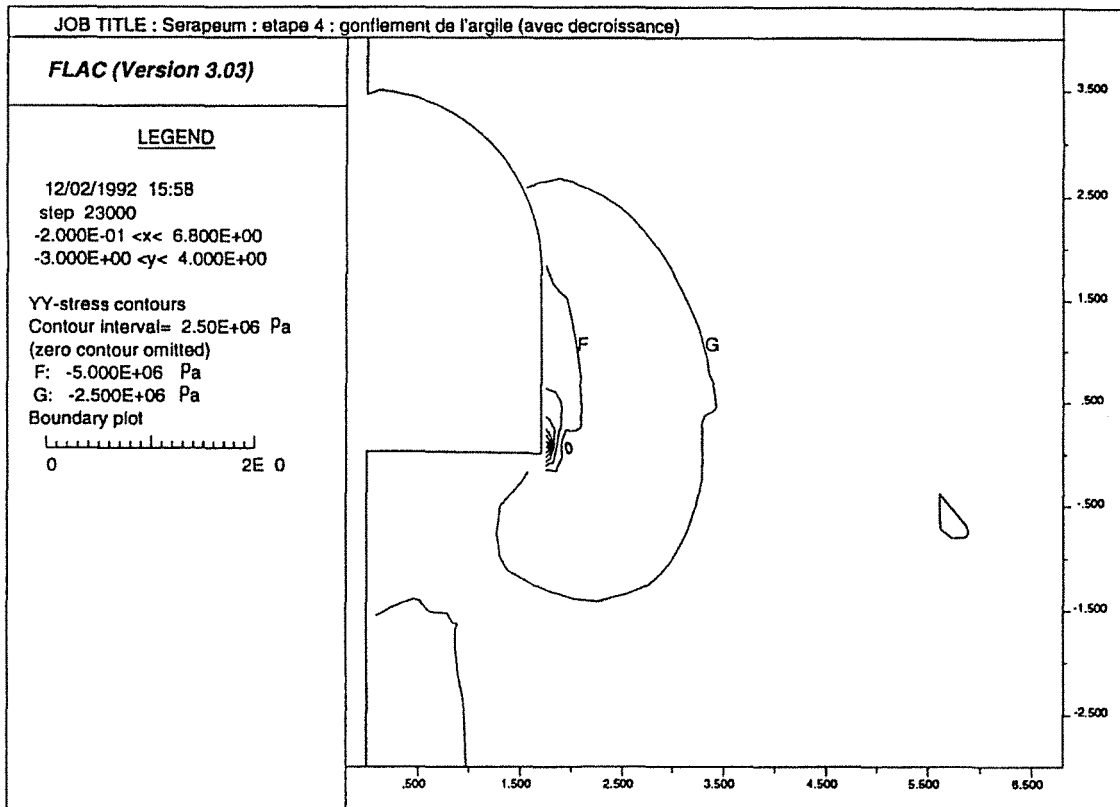 JOB TITLE : Serapeum : etape 4 : gonflement de l'argile (avec decroissance)
FLAC (Version 3.03)
LEGEND
12/02/1992 15:58
step 23000
-2.000E-01 <x< 6.800E+00
-3.000E+00 <y< 4.000E+00
YY-stress contours
Contour interval= 2.50E+06 Pa
(zero contour omitted)
F: -5.000E+06 Pa
G: -2.500E+06 Pa
Boundary plot
0 2E 0
F
G
0
3.500
2.500
1.500
.500
-.500
-1.500
-2.500
.500 1.500 2.500 3.500 4.500 5.500 6.500